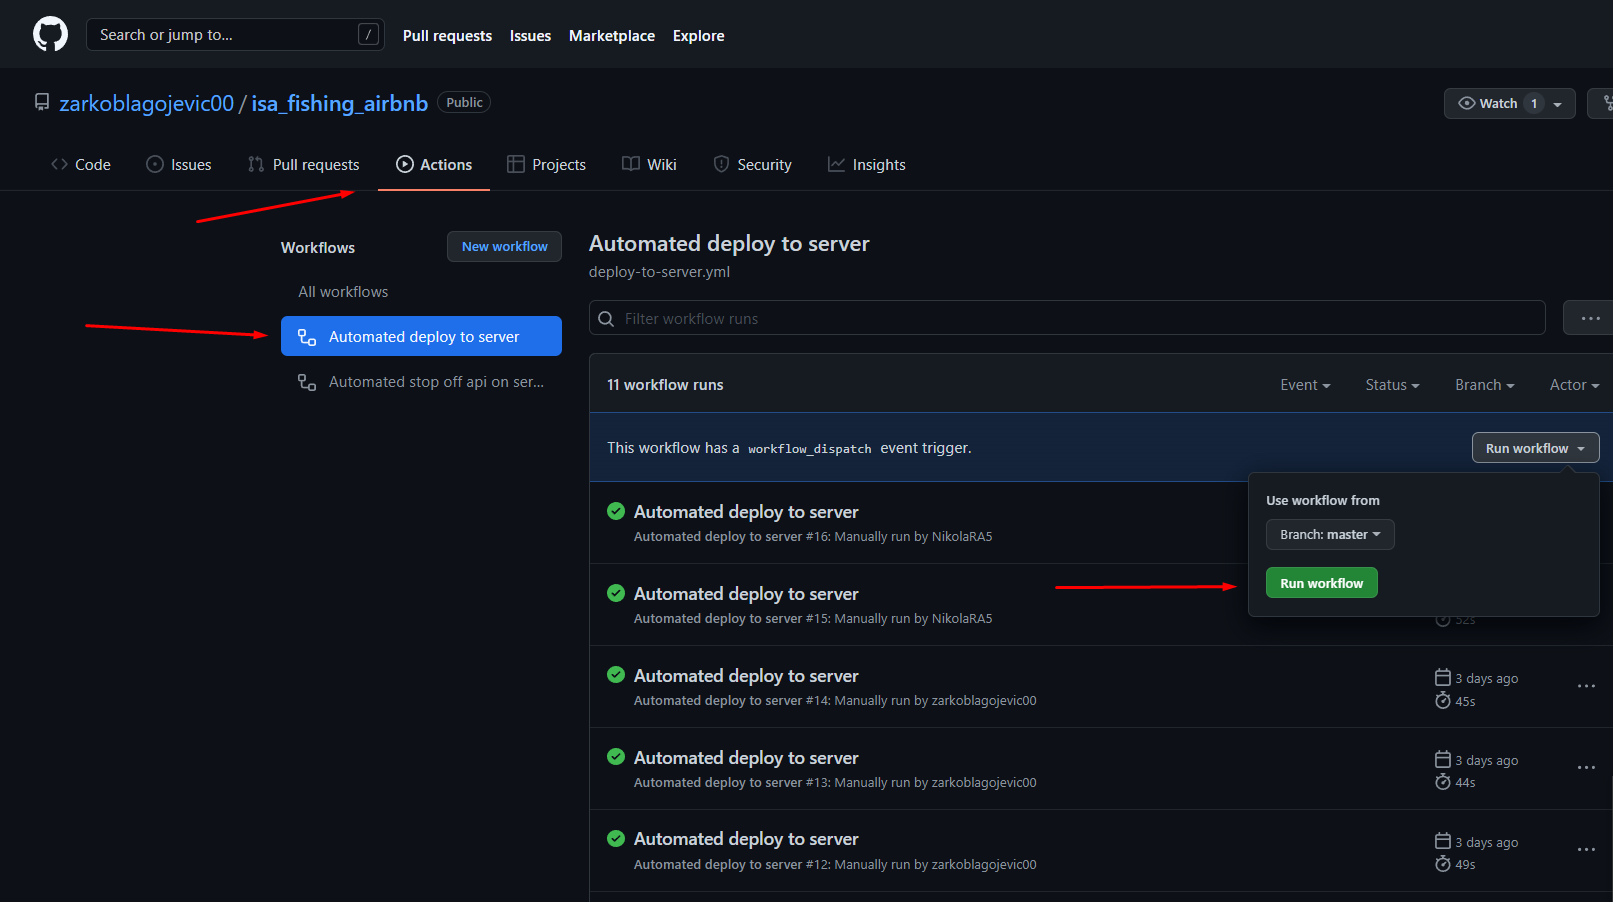 Search or jump to... /
Pull requests Issues Marketplace Explore
zarkoblagojevic00 / isa_fishing_airbnb Public
Watch 1
Code Issues Pull requests Actions Projects Wiki Security Insights
Workflows
New workflow
All workflows
Automated deploy to server
Automated stop off api on ser...
Automated deploy to server
deploy-to-server.yml
Filter workflow runs
11 workflow runs
Event Status Branch Actor
This workflow has a workflow_dispatch event trigger.
Run workflow
Use workflow from
Branch: master
Run workflow
Automated deploy to server
Automated deploy to server #16: Manually run by NikolaRA5
Automated deploy to server
Automated deploy to server #15: Manually run by NikolaRA5
52s
Automated deploy to server
Automated deploy to server #14: Manually run by zarkoblagojevic00
3 days ago
45s
Automated deploy to server
Automated deploy to server #13: Manually run by zarkoblagojevic00
3 days ago
44s
Automated deploy to server
Automated deploy to server #12: Manually run by zarkoblagojevic00
3 days ago
49s